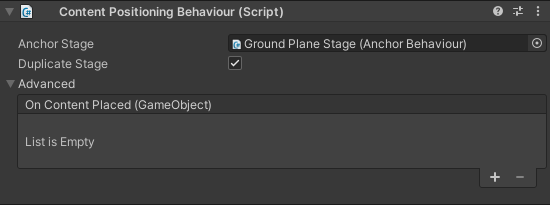 Content Positioning Behaviour (Script)
Anchor Stage Ground Plane Stage (Anchor Behaviour)
Duplicate Stage
Advanced
On Content Placed (GameObject)
List is Empty